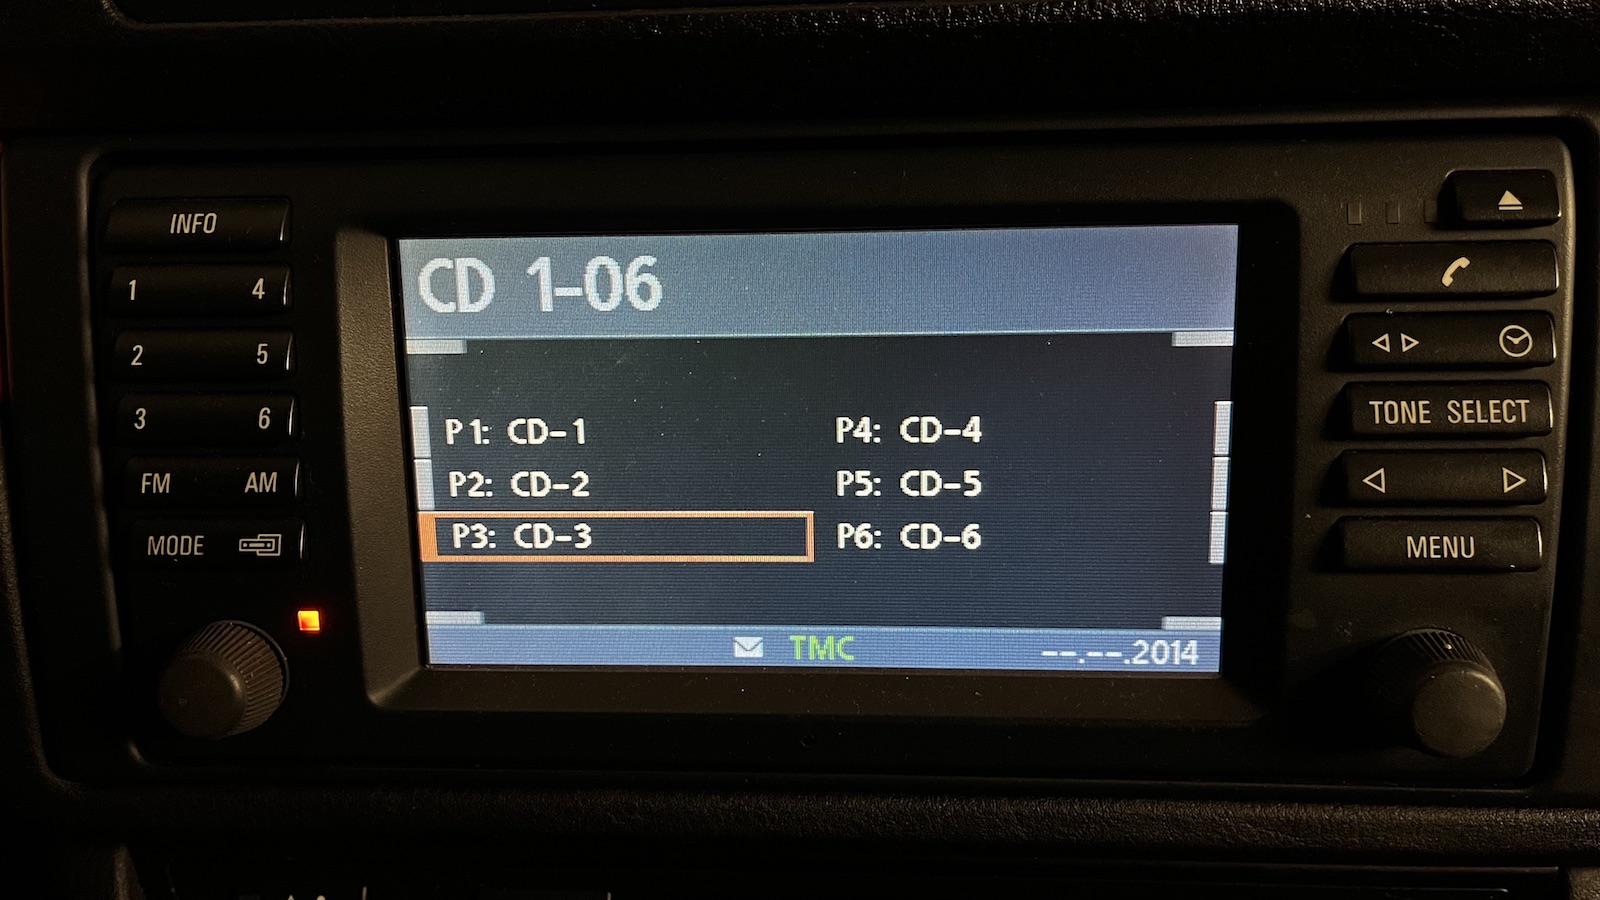 INFO
1 4
2 5
3 6
FM AM
MODE
CD 1-06
P1: CD-1
P2: CD-2
P3: CD-3
P4: CD-4
P5: CD-5
P6: CD-6
TMC
--.--.2014
TONE SELECT
MENU